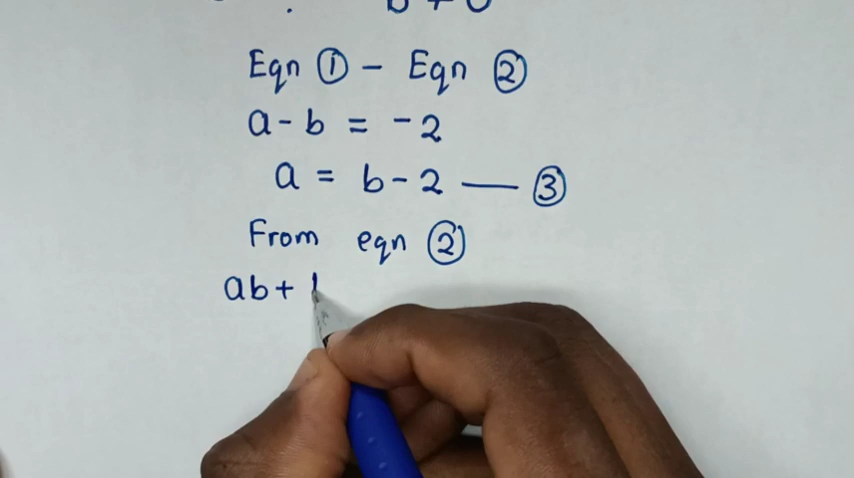 Eqn ① - Eqn ②
a - b = -2
a = b - 2 — ③
From eqn ②
ab +